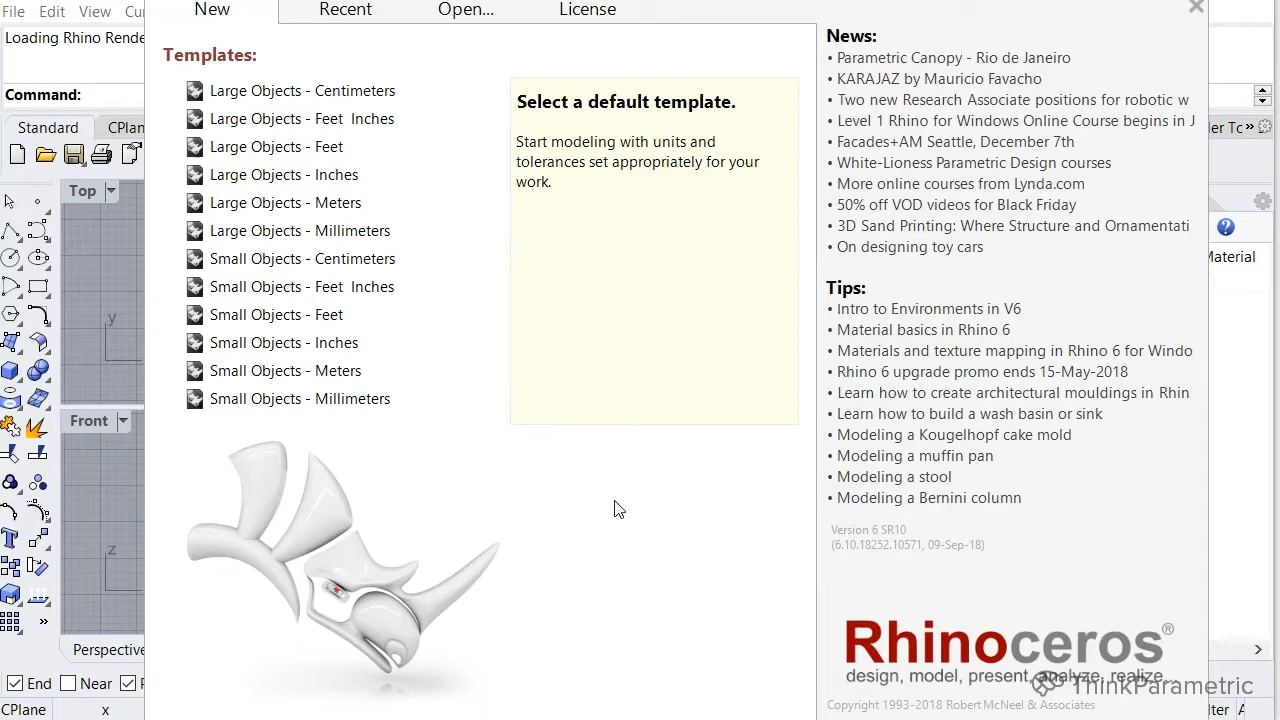 File Edit View Cu
Loading Rhino Rende
Command:
Standard CPlan
Top
y
Front
z
Perspective
End Near
CPlane x
New Recent Open... License
Templates:
Large Objects - Centimeters
Large Objects - Feet Inches
Large Objects - Feet
Large Objects - Inches
Large Objects - Meters
Large Objects - Millimeters
Small Objects - Centimeters
Small Objects - Feet Inches
Small Objects - Feet
Small Objects - Inches
Small Objects - Meters
Small Objects - Millimeters
Select a default template.
Start modeling with units and
tolerances set appropriately for your
work.
News:
• Parametric Canopy - Rio de Janeiro
• KARAJAZ by Mauricio Favacho
• Two new Research Associate positions for robotic w
• Level 1 Rhino for Windows Online Course begins in J
• Facades+AM Seattle, December 7th
• White-Lioness Parametric Design courses
• More online courses from Lynda.com
• 50% off VOD videos for Black Friday
• 3D Sand Printing: Where Structure and Ornamentati
• On designing toy cars
Tips:
• Intro to Environments in V6
• Material basics in Rhino 6
• Materials and texture mapping in Rhino 6 for Windo
• Rhino 6 upgrade promo ends 15-May-2018
• Learn how to create architectural mouldings in Rhin
• Learn how to build a wash basin or sink
• Modeling a Kougelhopf cake mold
• Modeling a muffin pan
• Modeling a stool
• Modeling a Bernini column
Version 6 SR10
(6.10.18252.10571, 09-Sep-18)
Rhinoceros®
design, model, present, analyze, realize...
ThinkParametric
Copyright 1993-2018 Robert McNeel & Associates
der To
Material
lter